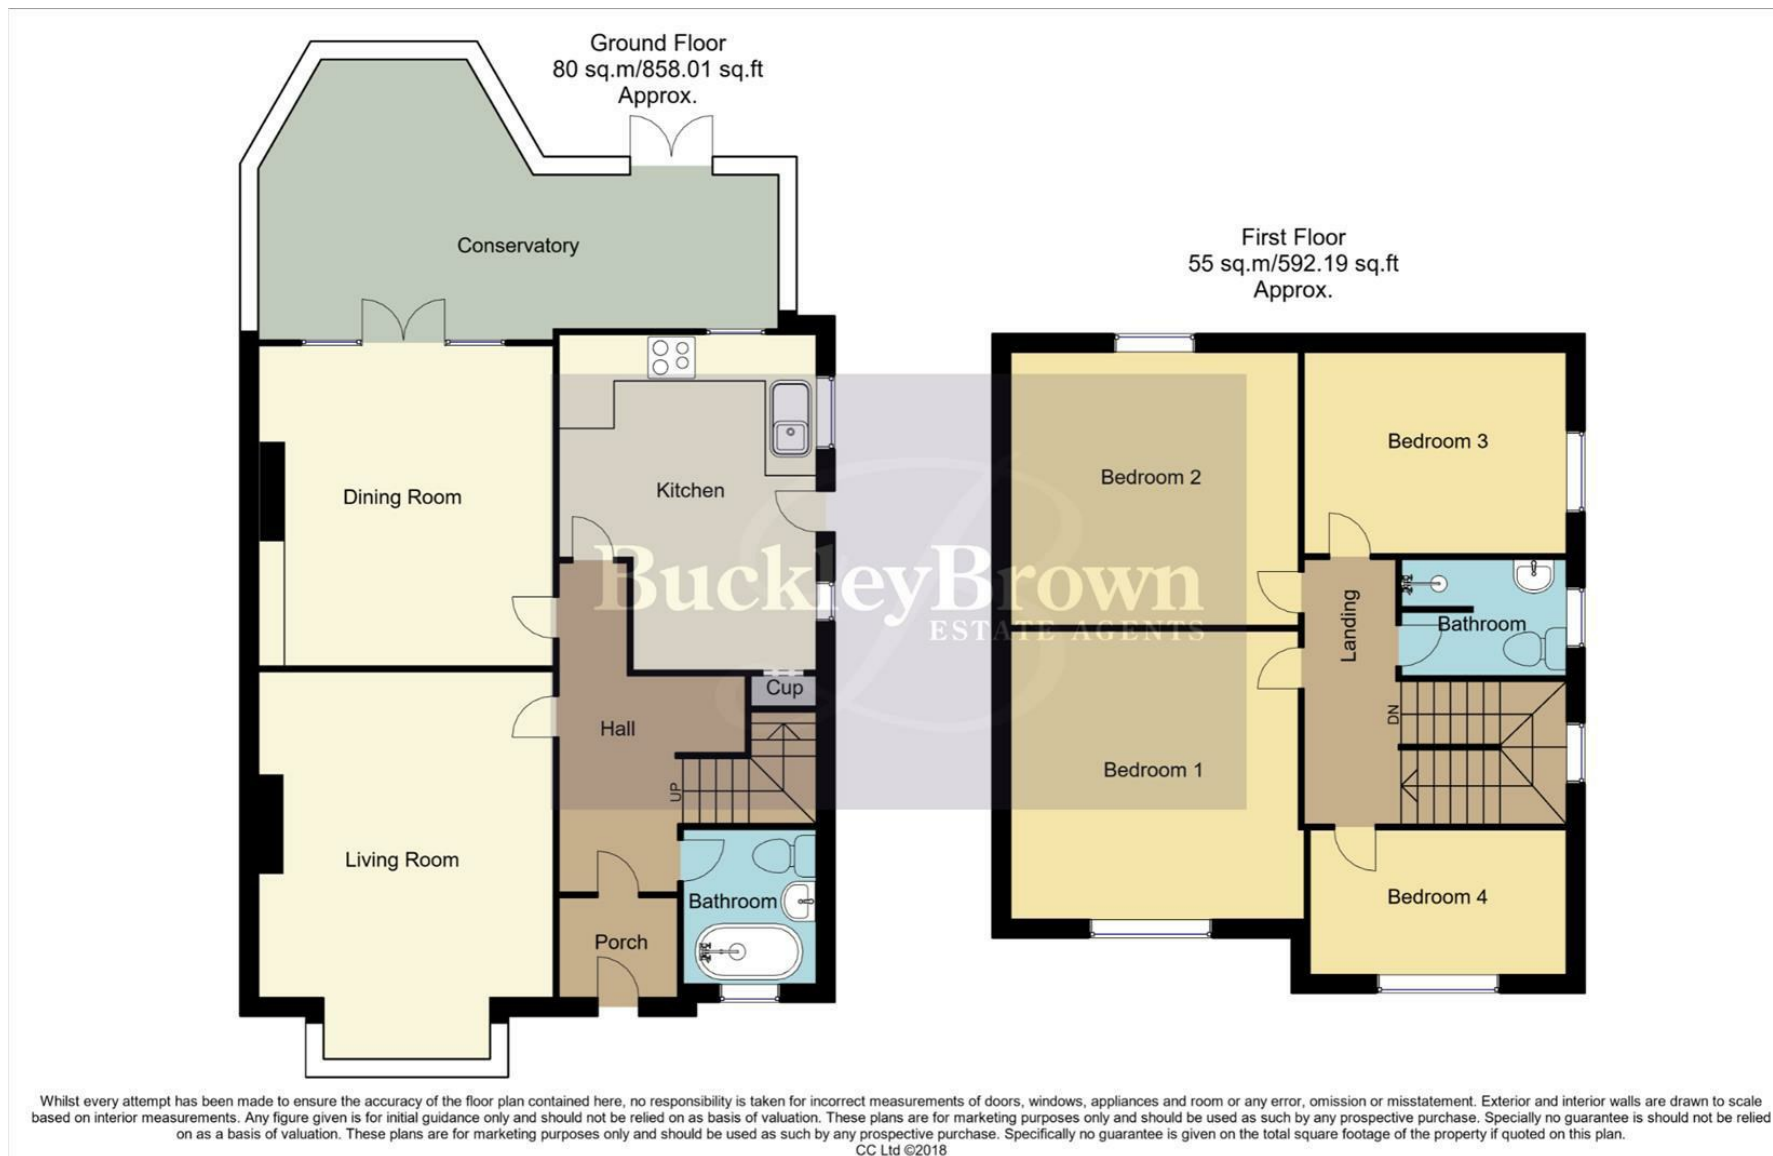 Ground Floor
80 sq.m/858.01 sq.ft
Approx.
Conservatory
Dining Room
Kitchen
Cup
Hall
UP
Living Room
Bathroom
Porch
First Floor
55 sq.m/592.19 sq.ft
Approx.
Bedroom 2
Bedroom 3
Landing
Bathroom
DN
Bedroom 1
Bedroom 4
BuckleyBrown
ESTATE AGENTS
Whilst every attempt has been made to ensure the accuracy of the floor plan contained here, no responsibility is taken for incorrect measurements of doors, windows, appliances and room or any error, omission or misstatement. Exterior and interior walls are drawn to scale
based on interior measurements. Any figure given is for initial guidance only and should not be relied on as basis of valuation. These plans are for marketing purposes only and should be used as such by any prospective purchase. Specially no guarantee is should not be relied
on as a basis of valuation. These plans are for marketing purposes only and should be used as such by any prospective purchase. Specifically no guarantee is given on the total square footage of the property if quoted on this plan.
CC Ltd ©2018